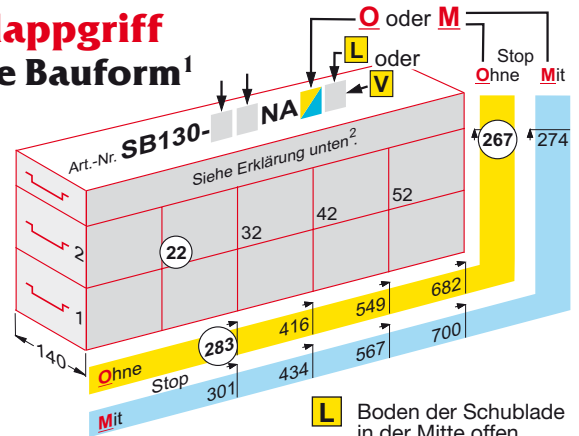 lappgriff
e Bauform¹
O oder M
L oder
V
Stop
Ohne Mit
Art.-Nr. SB130- NA
Siehe Erklärung unten².
267 274
52
42
32
22
2
1
140
Ohne 283 416 549 682
Stop
Mit 301 434 567 700
L Boden der Schublade
in der Mitte offen